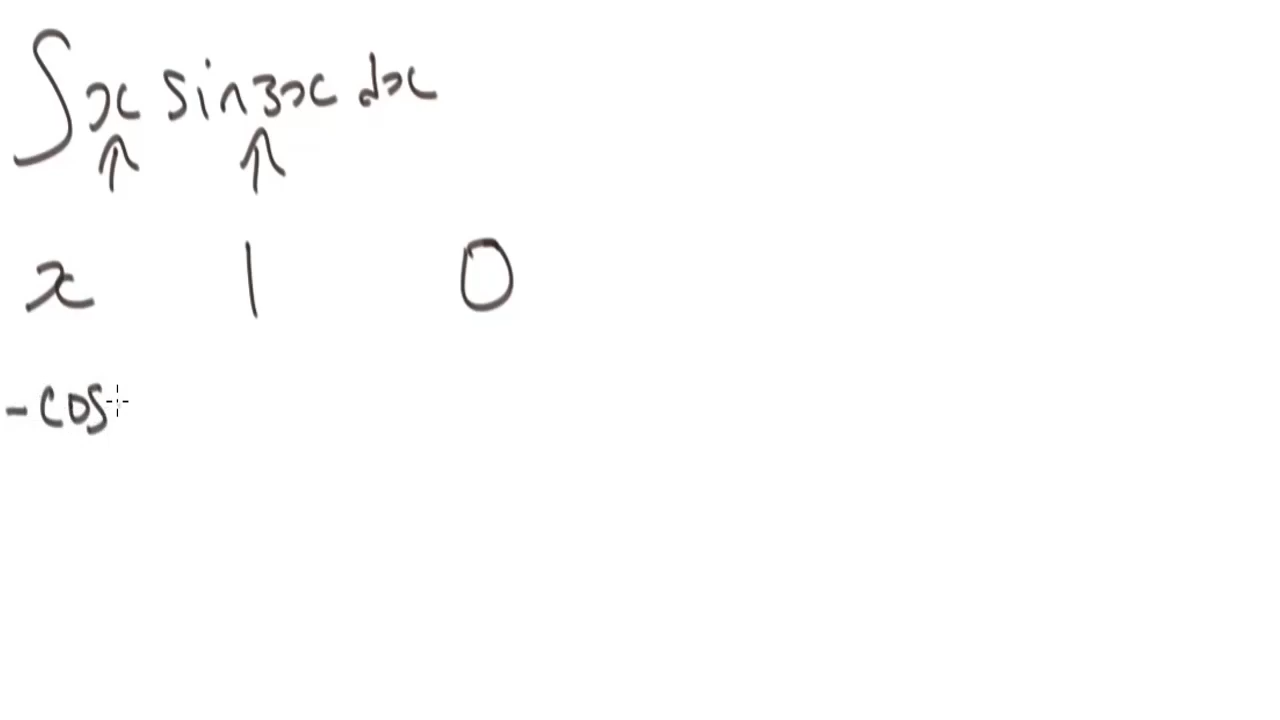 ∫x sin3x dx
↑ ↑
x 1 0
-cos